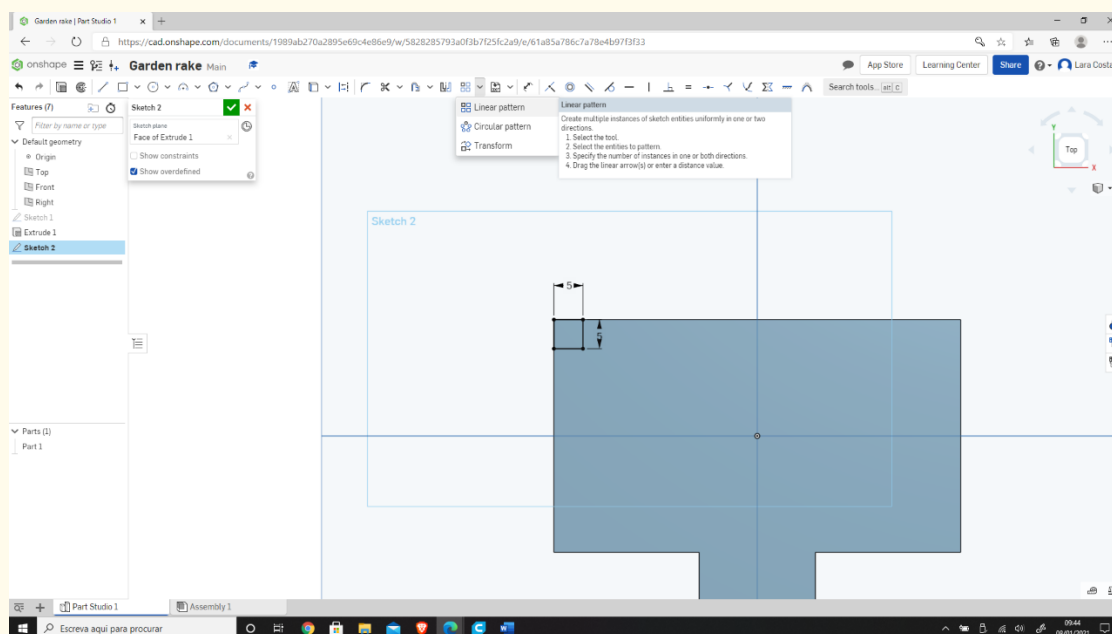 Garden rake | Part Studio 1
https://cad.onshape.com/documents/1989ab270a2895e69c4e86e9/w/5828285793a0f3b7f25fc2a9/e/61a85a786c7a78e4b97f3f33
onshape Garden rake Main App Store Learning Center Share Lara Costa
Search tools... alt C
Features (7)
Filter by name or type
Default geometry
Origin
Top
Front
Right
Sketch 1
Extrude 1
Sketch 2
Sketch 2
Sketch plane
Face of Extrude 1
Show constraints
Show overdefined
Linear pattern
Circular pattern
Transform
Linear pattern
Create multiple instances of sketch entities uniformly in one or two
directions.
1. Select the tool.
2. Select the entities to pattern.
3. Specify the number of instances in one or both directions.
4. Drag the linear arrow(s) or enter a distance value.
Y
Top
X
Sketch 2
5
5
Parts (1)
Part 1
Part Studio 1 Assembly 1
Escreva aqui para procurar
09:44